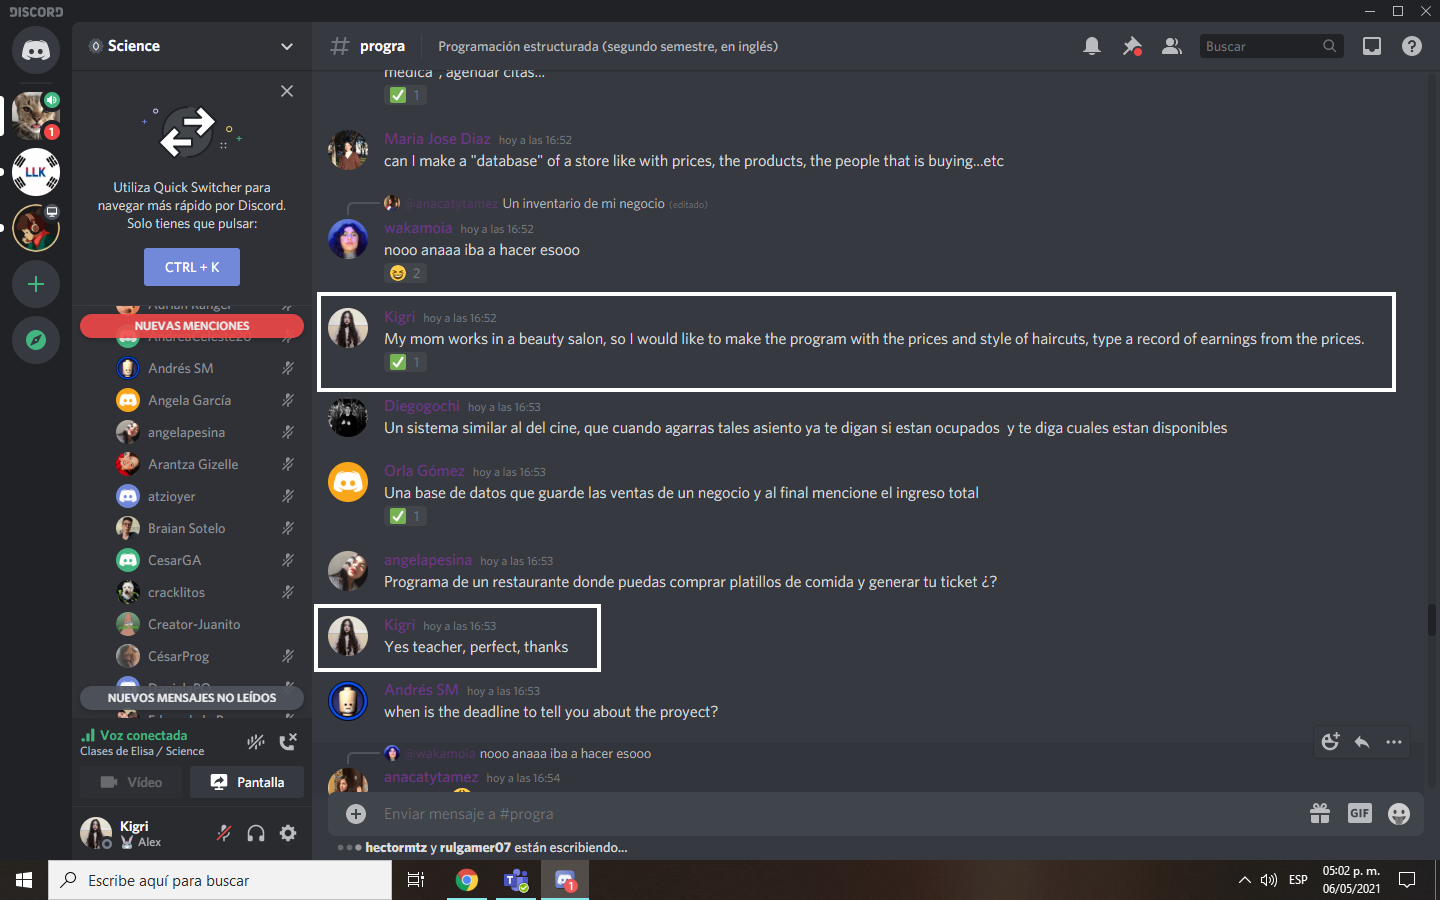 DISCORD
Science
progra
Programación estructurada (segundo semestre, en inglés)
Buscar
1
LLK
Utiliza Quick Switcher para
navegar más rápido por Discord.
Solo tienes que pulsar:
CTRL + K
NUEVAS MENCIONES
Andrés SM
Angela García
angelapesina
Arantza Gizelle
atzioyer
Braian Sotelo
CesarGA
cracklitos
Creator-Juanito
CésarProg
NUEVOS MENSAJES NO LEÍDOS
Voz conectada
Clases de Elisa / Science
Vídeo
Pantalla
Kigri
Alex
medica", agendar citas...
1
Maria Jose Diaz hoy a las 16:52
can I make a "database" of a store like with prices, the products, the people that is buying...etc
@anacatytamez Un inventario de mi negocio (editado)
wakamoia hoy a las 16:52
nooo anaaa iba a hacer esooo
2
Kigri hoy a las 16:52
My mom works in a beauty salon, so I would like to make the program with the prices and style of haircuts, type a record of earnings from the prices.
1
Diegogochi hoy a las 16:53
Un sistema similar al del cine, que cuando agarras tales asiento ya te digan si estan ocupados y te diga cuales estan disponibles
Orla Gómez hoy a las 16:53
Una base de datos que guarde las ventas de un negocio y al final mencione el ingreso total
1
angelapesina hoy a las 16:53
Programa de un restaurante donde puedas comprar platillos de comida y generar tu ticket ¿?
Kigri hoy a las 16:53
Yes teacher, perfect, thanks
Andrés SM hoy a las 16:53
when is the deadline to tell you about the proyect?
@wakamoia nooo anaaa iba a hacer esooo
anacatytamez hoy a las 16:54
Enviar mensaje a #progra
GIF
hectormtz y rulgamer07 están escribiendo...
Escribe aquí para buscar
1
ESP
05:02 p. m.
06/05/2021